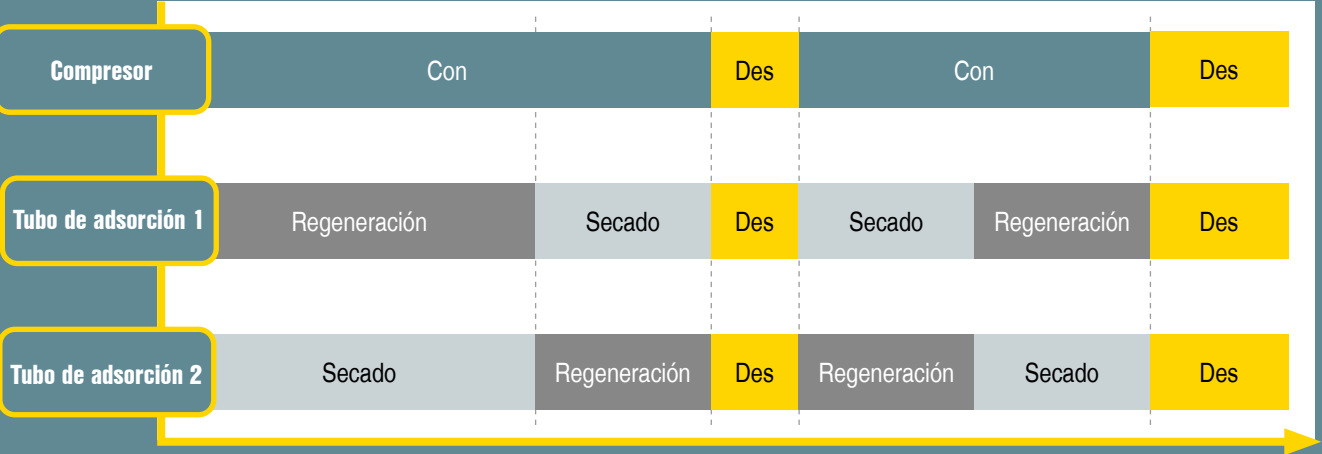 Compresor
Con
Des
Con
Des
Tubo de adsorción 1
Regeneración
Secado
Des
Secado
Regeneración
Des
Tubo de adsorción 2
Secado
Regeneración
Des
Regeneración
Secado
Des